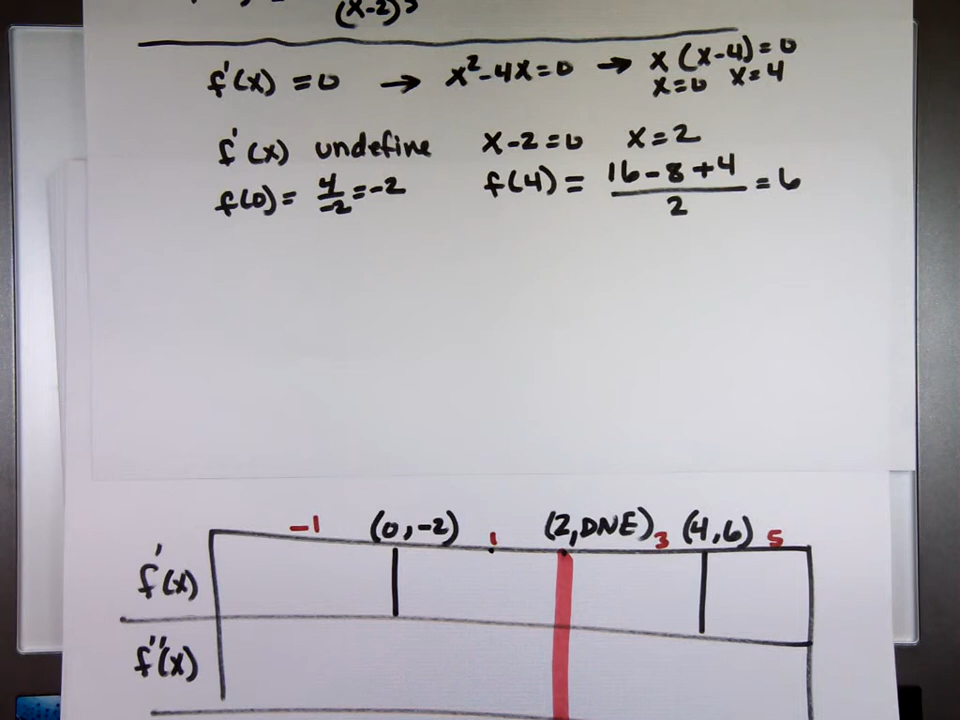 (x-2)³
f'(x) = 0 → x²-4x=0 → x(x-4)=0
x=0 x=4
f'(x) undefine x-2=0 x=2
f(0) = 4/-2 = -2 f(4) = (16-8+4)/2 = 6
-1 (0,-2) 1 (2,DNE) 3 (4,6) 5
f'(x)
f''(x)